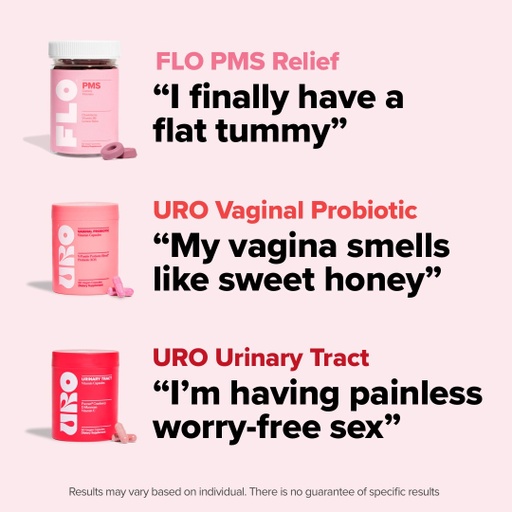 FLO PMS Relief
“I finally have a
flat tummy”
FLO
PMS
URO Vaginal Probiotic
“My vagina smells
like sweet honey”
URO
VAGINAL PROBIOTIC
URO Urinary Tract
“I’m having painless
worry-free sex”
URO
URINARY TRACT
Results may vary based on individual. There is no guarantee of specific results